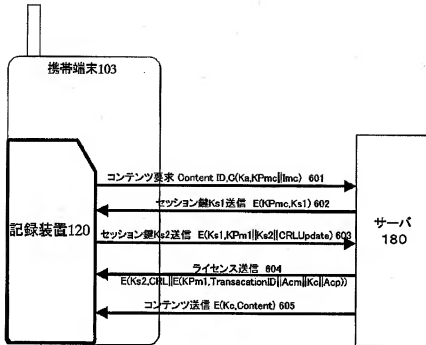 携帯端末103
コンテンツ要求 Content ID,C(Ka,KPmc||Imc) 601
セッション鍵Ks1送信 E(KPmc,Ks1) 602
記録装置120
セッション鍵Ks2送信 E(Ks1,KPm1||Ks2||CRLUpdate) 603
サーバ
180
ライセンス送信 604
E(Ks2,CRL||E(KPm1,TransacationID||Acm||Kc||Acp))
コンテンツ送信 E(Kc,Content) 605